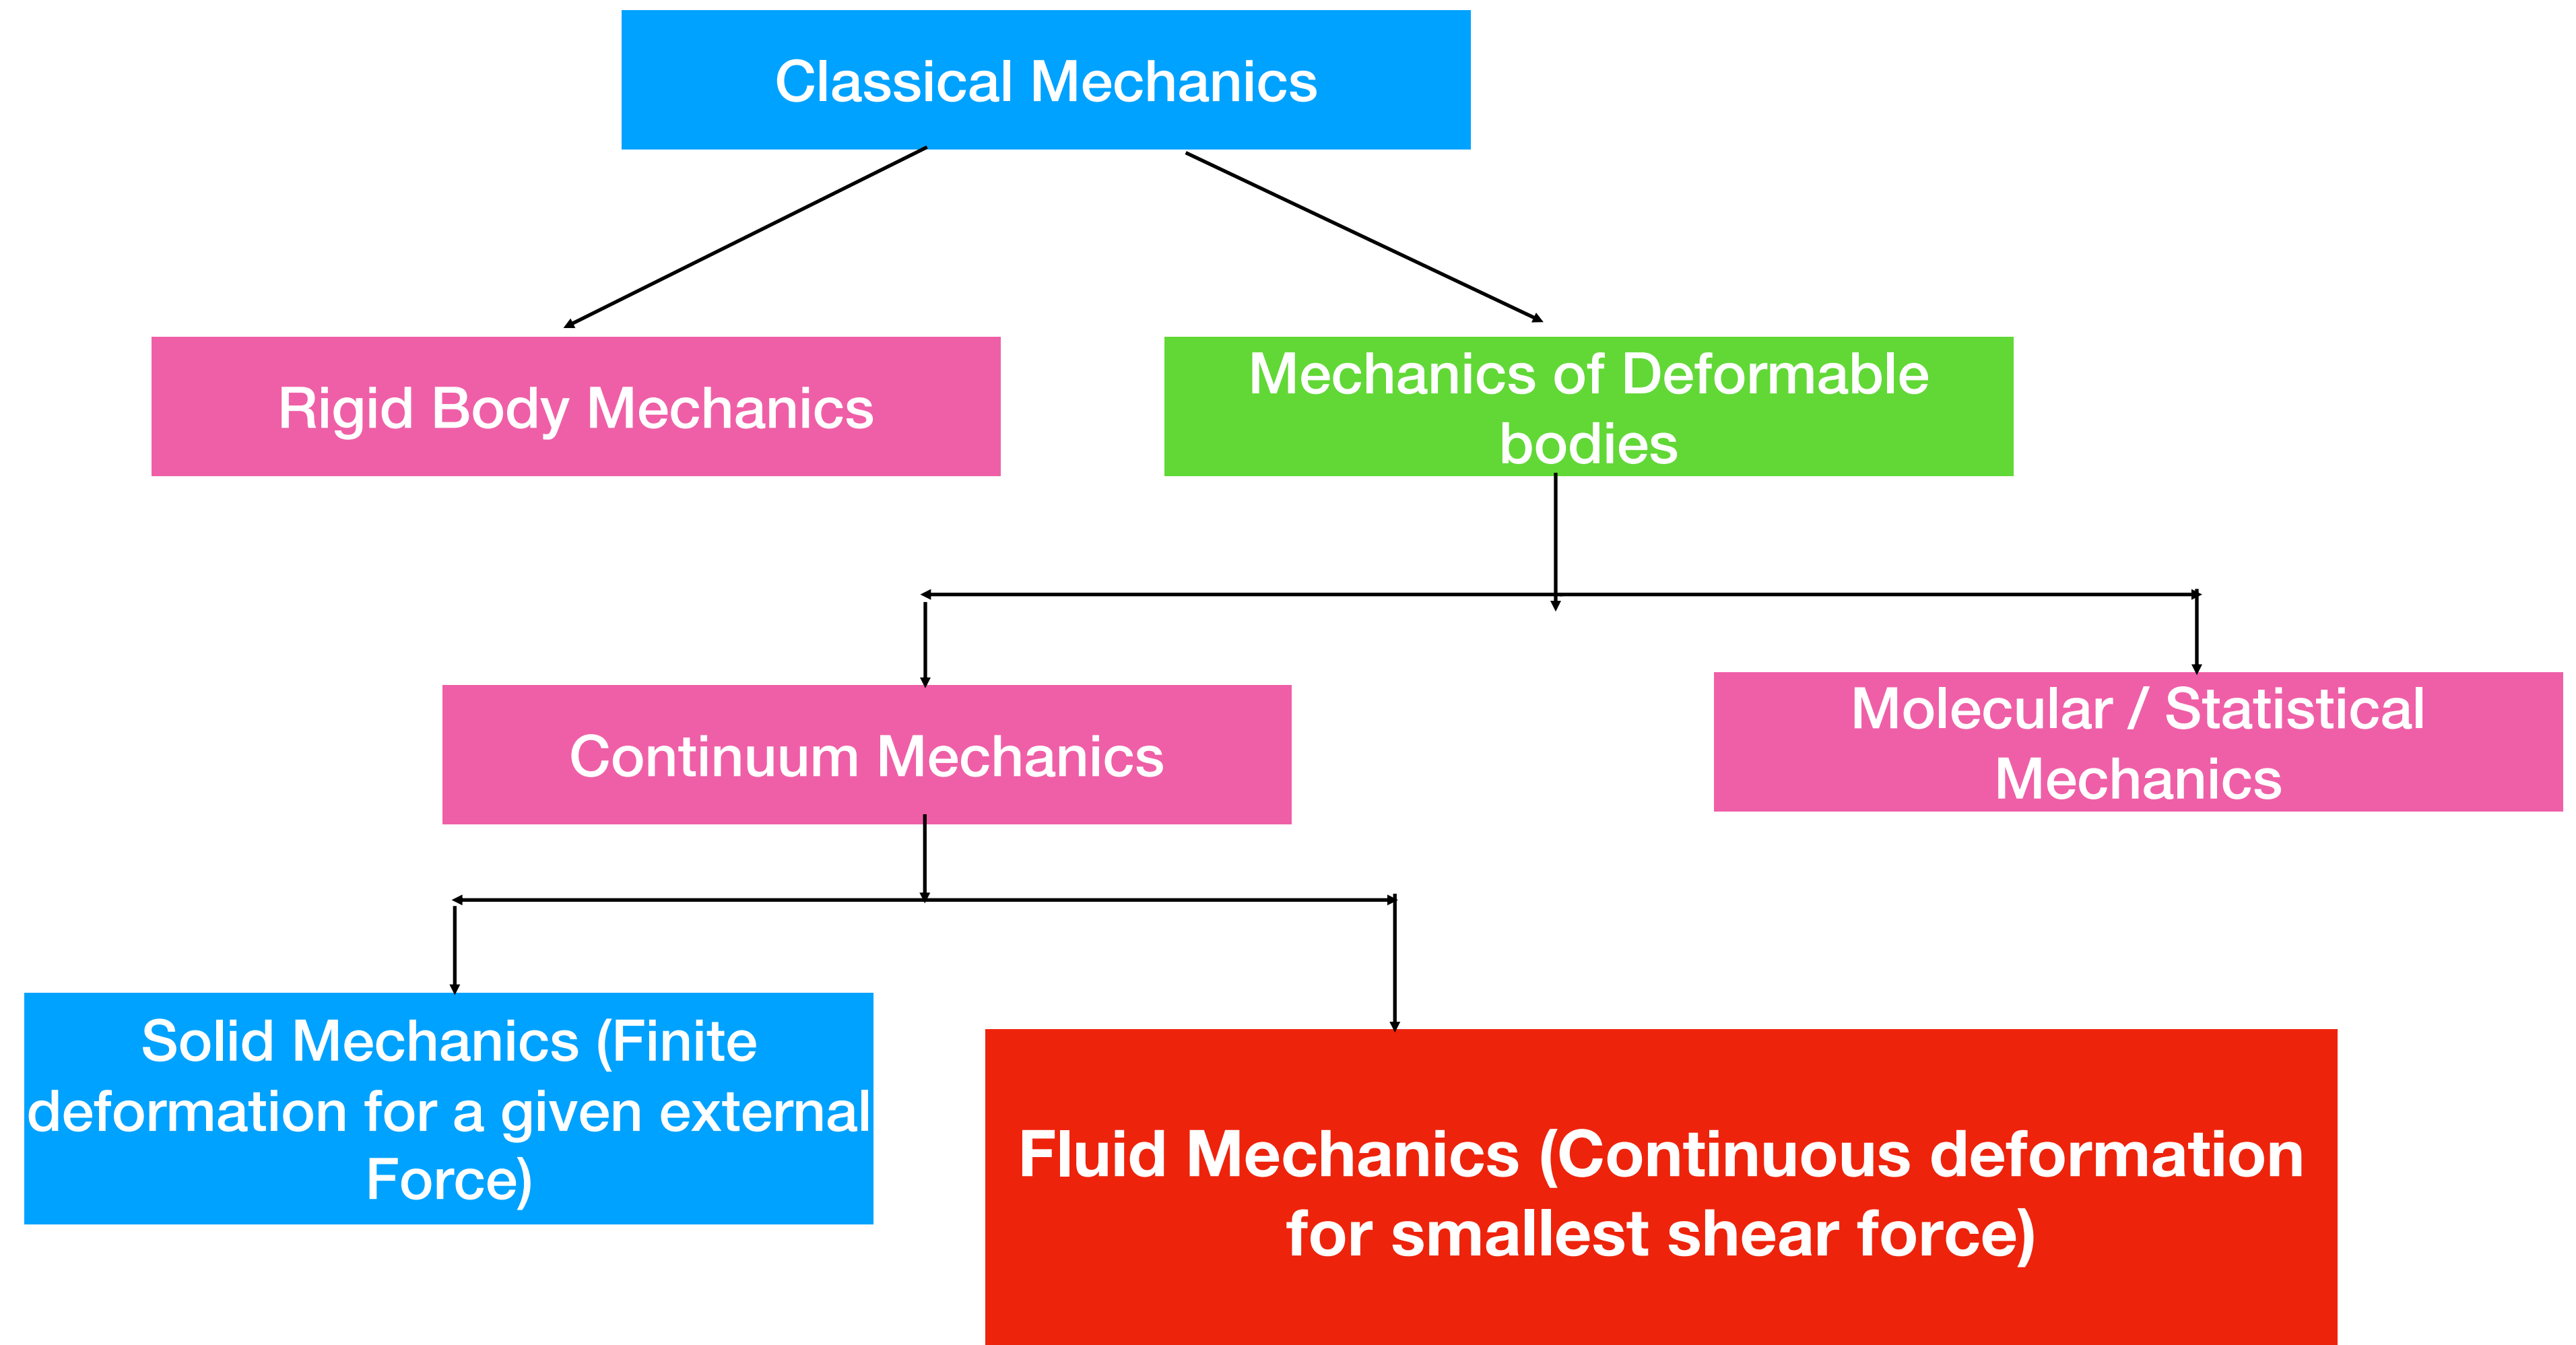 Classical Mechanics
Rigid Body Mechanics
Mechanics of Deformable
bodies
Continuum Mechanics
Molecular / Statistical
Mechanics
Solid Mechanics (Finite
deformation for a given external
Force)
Fluid Mechanics (Continuous deformation
for smallest shear force)